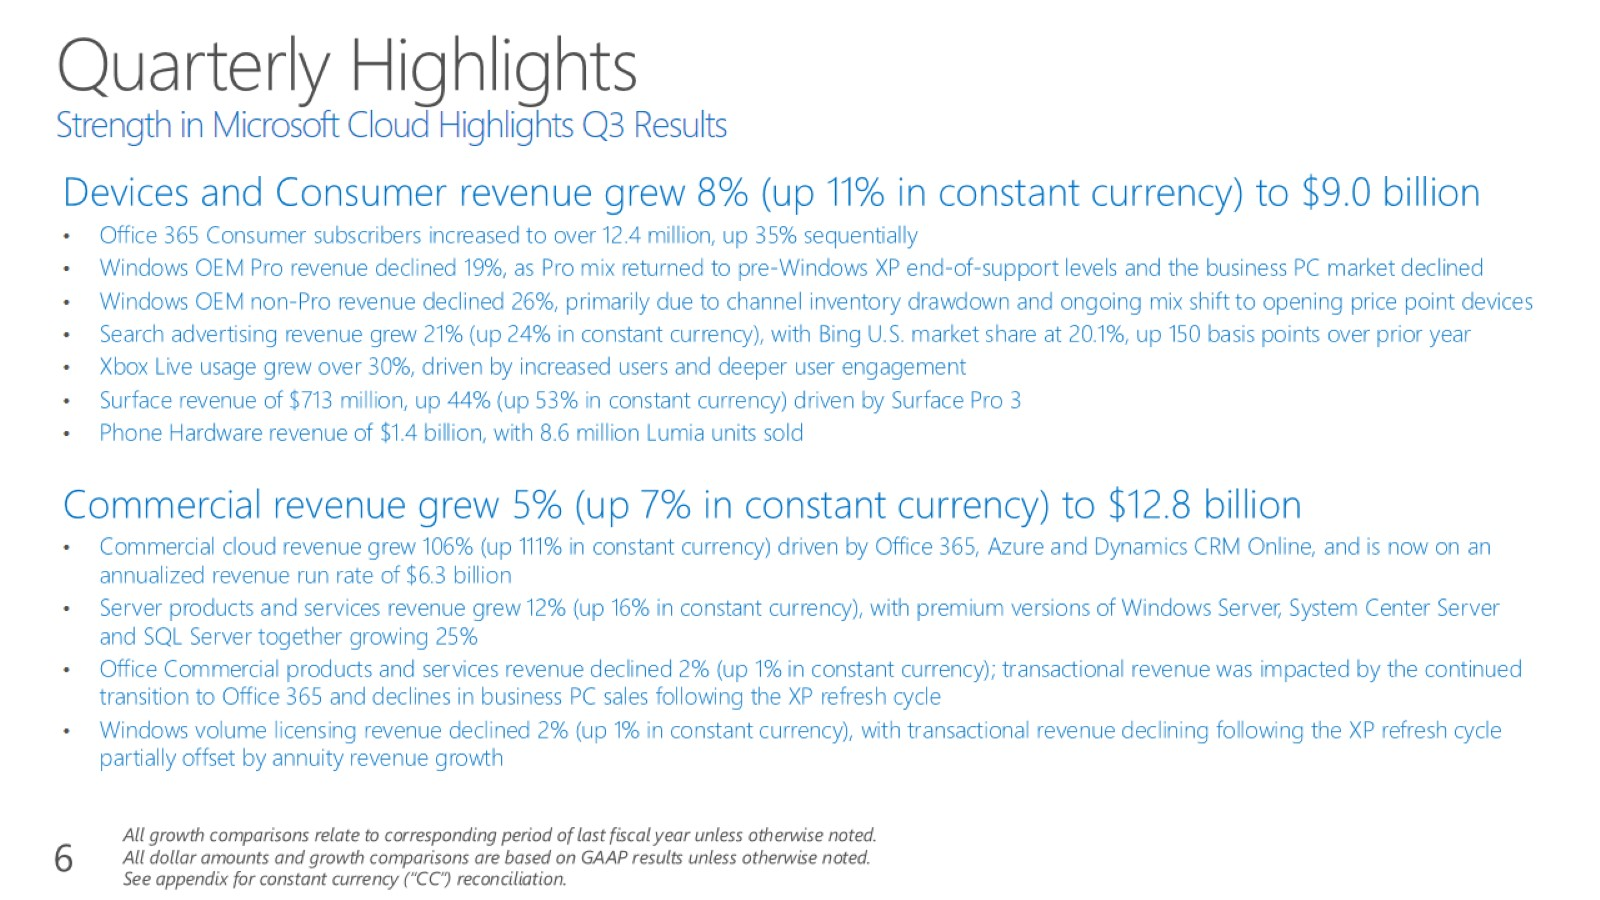 Quarterly Highlights
Strength in Microsoft Cloud Highlights Q3 Results
Devices and Consumer revenue grew 8% (up 11% in constant currency) to $9.0 billion
• Office 365 Consumer subscribers increased to over 12.4 million, up 35% sequentially
• Windows OEM Pro revenue declined 19%, as Pro mix returned to pre-Windows XP end-of-support levels and the business PC market declined
• Windows OEM non-Pro revenue declined 26%, primarily due to channel inventory drawdown and ongoing mix shift to opening price point devices
• Search advertising revenue grew 21% (up 24% in constant currency), with Bing U.S. market share at 20.1%, up 150 basis points over prior year
• Xbox Live usage grew over 30%, driven by increased users and deeper user engagement
• Surface revenue of $713 million, up 44% (up 53% in constant currency) driven by Surface Pro 3
• Phone Hardware revenue of $1.4 billion, with 8.6 million Lumia units sold
Commercial revenue grew 5% (up 7% in constant currency) to $12.8 billion
• Commercial cloud revenue grew 106% (up 111% in constant currency) driven by Office 365, Azure and Dynamics CRM Online, and is now on an
annualized revenue run rate of $6.3 billion
• Server products and services revenue grew 12% (up 16% in constant currency), with premium versions of Windows Server, System Center Server
and SQL Server together growing 25%
• Office Commercial products and services revenue declined 2% (up 1% in constant currency); transactional revenue was impacted by the continued
transition to Office 365 and declines in business PC sales following the XP refresh cycle
• Windows volume licensing revenue declined 2% (up 1% in constant currency), with transactional revenue declining following the XP refresh cycle
partially offset by annuity revenue growth
6
All growth comparisons relate to corresponding period of last fiscal year unless otherwise noted.
All dollar amounts and growth comparisons are based on GAAP results unless otherwise noted.
See appendix for constant currency ("CC") reconciliation.